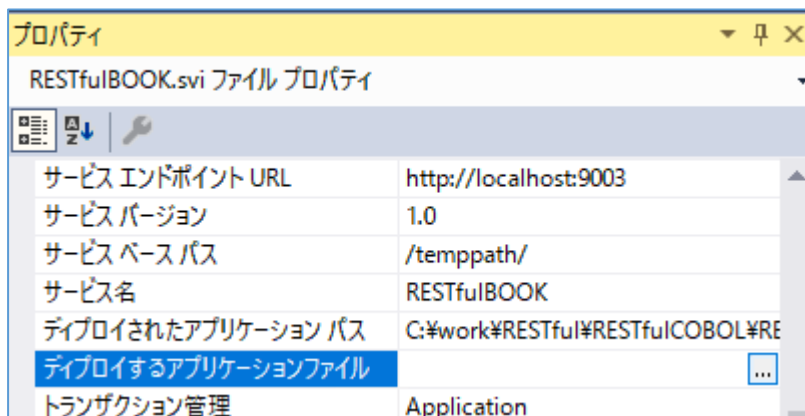 プロパティ
RESTfulBOOK.svi ファイル プロパティ
サービス エンドポイント URL http://localhost:9003
サービス バージョン 1.0
サービス ベース パス /temppath/
サービス名 RESTfulBOOK
ディプロイされたアプリケーション パス C:¥work¥RESTful¥RESTfulCOBOL¥RE
ディプロイするアプリケーションファイル ...
トランザクション管理 Application